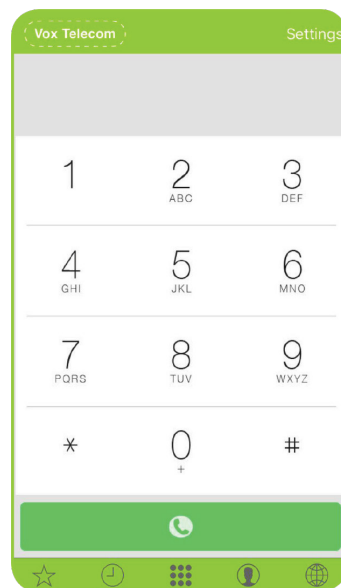 Vox Telecom Settings
1 2 3
ABC DEF
4 5 6
GHI JKL MNO
7 8 9
PQRS TUV WXYZ
* 0 #
+